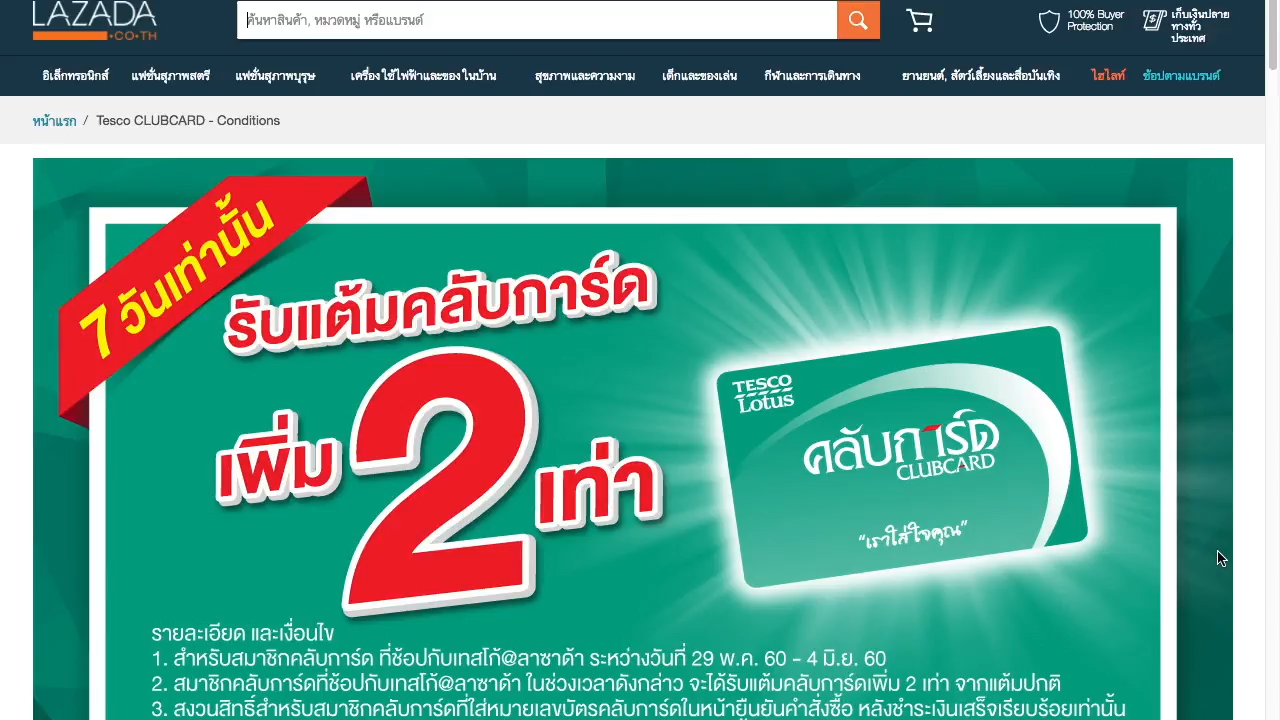 LAZADA
.CO.TH
ค้นหาสินค้า, หมวดหมู่ หรือแบรนด์
100% Buyer
Protection
เก็บเงินปลาย
ทางทั่ว
ประเทศ
อิเล็กทรอนิกส์ แฟชั่นสุภาพสตรี แฟชั่นสุภาพบุรุษ เครื่องใช้ไฟฟ้าและของในบ้าน สุขภาพและความงาม เด็กและของเล่น กีฬาและการเดินทาง ยานยนต์, สัตว์เลี้ยงและสื่อบันเทิง ไฮไลท์ ช้อปตามแบรนด์
หน้าแรก / Tesco CLUBCARD - Conditions
7 วันเท่านั้น
รับแต้มคลับการ์ด
เพิ่ม 2 เท่า
TESCO
Lotus
คลับการ์ด
CLUBCARD
“เราใส่ใจคุณ”
รายละเอียด และเงื่อนไข
1. สำหรับสมาชิกคลับการ์ด ที่ช้อปกับเทสโก้@ลาซาด้า ระหว่างวันที่ 29 พ.ค. 60 - 4 มิ.ย. 60
2. สมาชิกคลับการ์ดที่ช้อปกับเทสโก้@ลาซาด้า ในช่วงเวลาดังกล่าว จะได้รับแต้มคลับการ์ดเพิ่ม 2 เท่า จากแต้มปกติ
3. สงวนสิทธิ์สำหรับสมาชิกคลับการ์ดที่ใส่หมายเลขบัตรคลับการ์ดในหน้ายืนยันคำสั่งซื้อ หลังชำระเงินเสร็จเรียบร้อยเท่านั้น